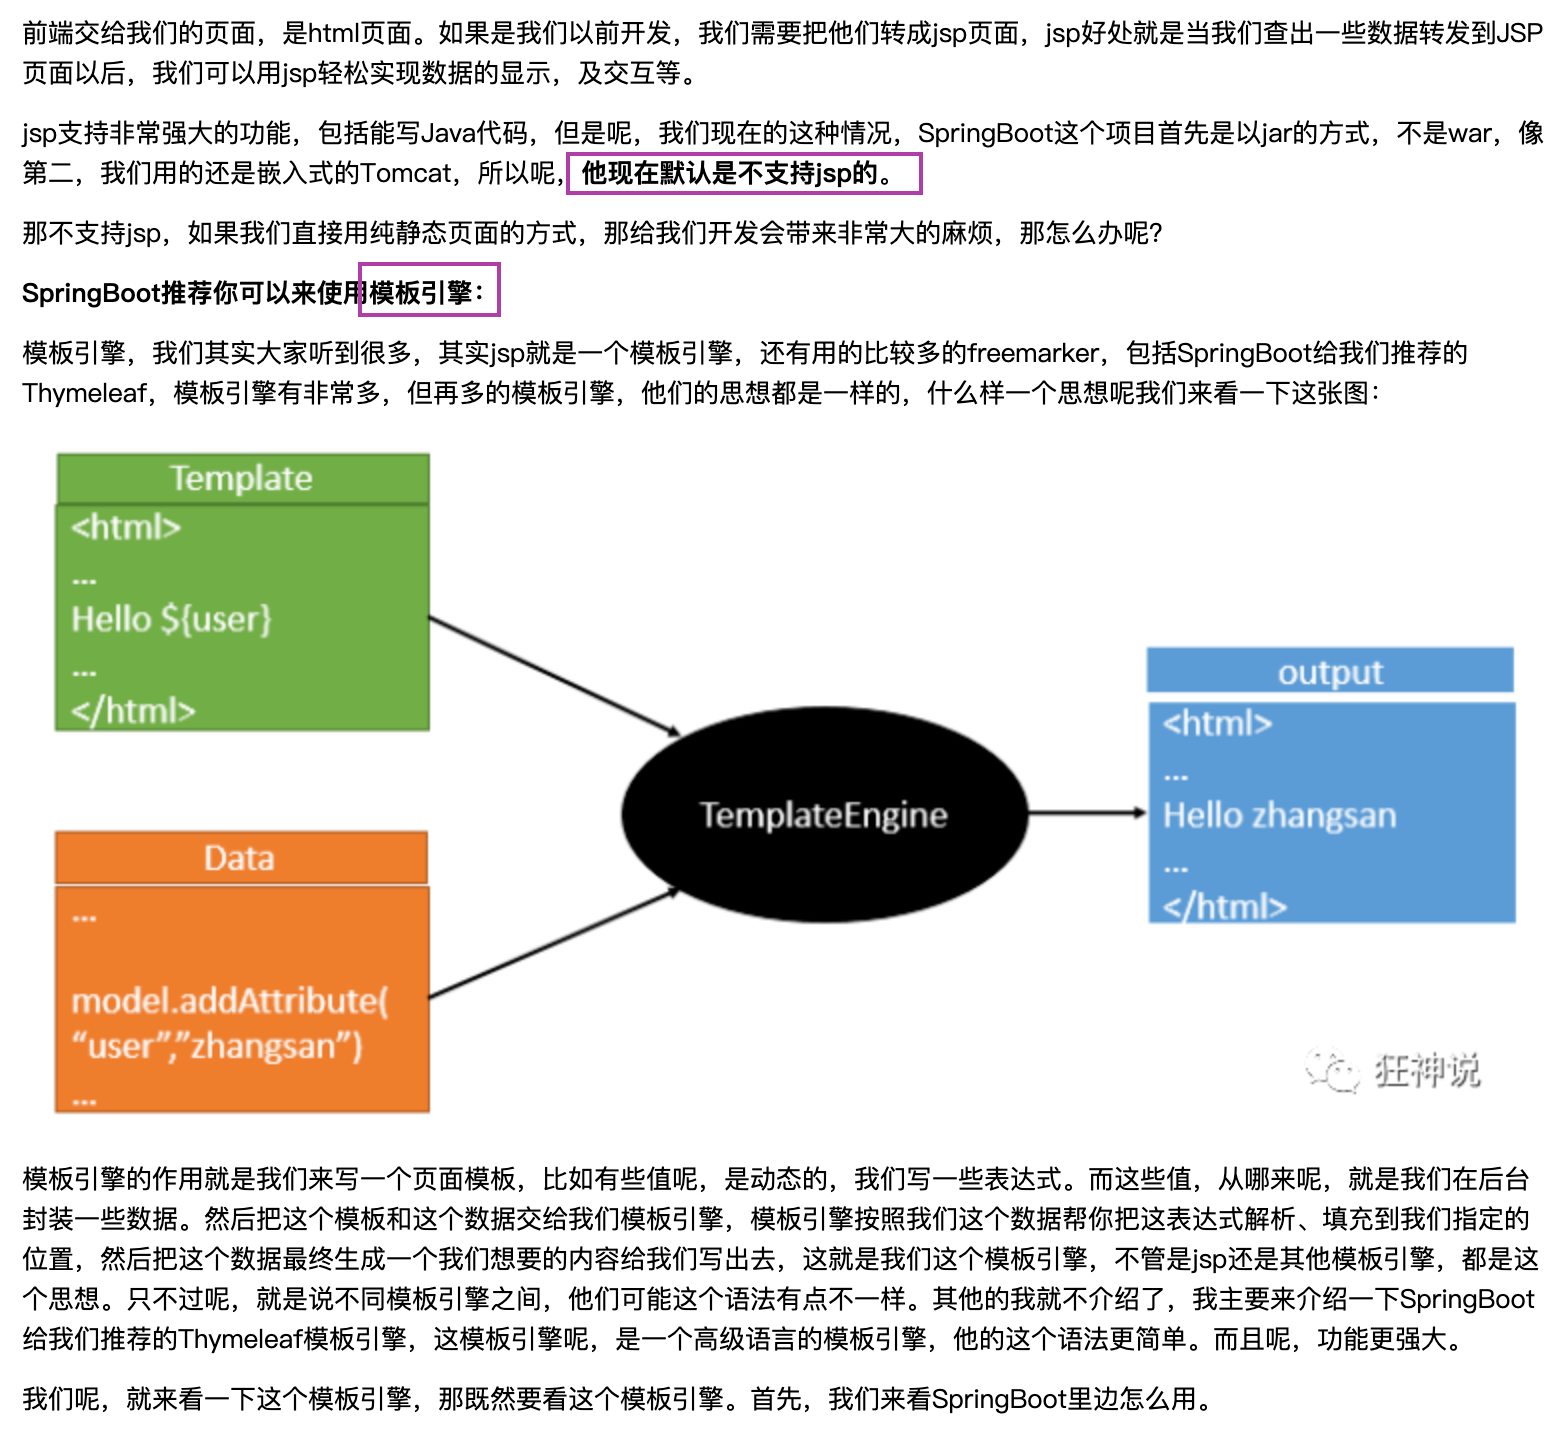 前端交给我们的页面，是html页面。如果是我们以前开发，我们需要把他们转成jsp页面，jsp好处就是当我们查出一些数据转发到JSP
页面以后，我们可以用jsp轻松实现数据的显示，及交互等。
jsp支持非常强大的功能，包括能写Java代码，但是呢，我们现在的这种情况，SpringBoot这个项目首先是以jar的方式，不是war，像
第二，我们用的还是嵌入式的Tomcat，所以呢，他现在默认是不支持jsp的。
那不支持jsp，如果我们直接用纯静态页面的方式，那给我们开发会带来非常大的麻烦，那怎么办呢？
SpringBoot推荐你可以来使用模板引擎：
模板引擎，我们其实大家听到很多，其实jsp就是一个模板引擎，还有用的比较多的freemarker，包括SpringBoot给我们推荐的
Thymeleaf，模板引擎有非常多，但再多的模板引擎，他们的思想都是一样的，什么样一个思想呢我们来看一下这张图：
Template
<html>
...
Hello ${user}
...
</html>
Data
...
model.addAttribute(
“user”,”zhangsan”)
...
TemplateEngine
output
<html>
...
Hello zhangsan
...
</html>
狂神说
模板引擎的作用就是我们来写一个页面模板，比如有些值呢，是动态的，我们写一些表达式。而这些值，从哪来呢，就是我们在后台
封装一些数据。然后把这个模板和这个数据交给我们模板引擎，模板引擎按照我们这个数据帮你把这表达式解析、填充到我们指定的
位置，然后把这个数据最终生成一个我们想要的内容给我们写出去，这就是我们这个模板引擎，不管是jsp还是其他模板引擎，都是这
个思想。只不过呢，就是说不同模板引擎之间，他们可能这个语法有点不一样。其他的我就不介绍了，我主要来介绍一下SpringBoot
给我们推荐的Thymeleaf模板引擎，这模板引擎呢，是一个高级语言的模板引擎，他的这个语法更简单。而且呢，功能更强大。
我们呢，就来看一下这个模板引擎，那既然要看这个模板引擎。首先，我们来看SpringBoot里边怎么用。